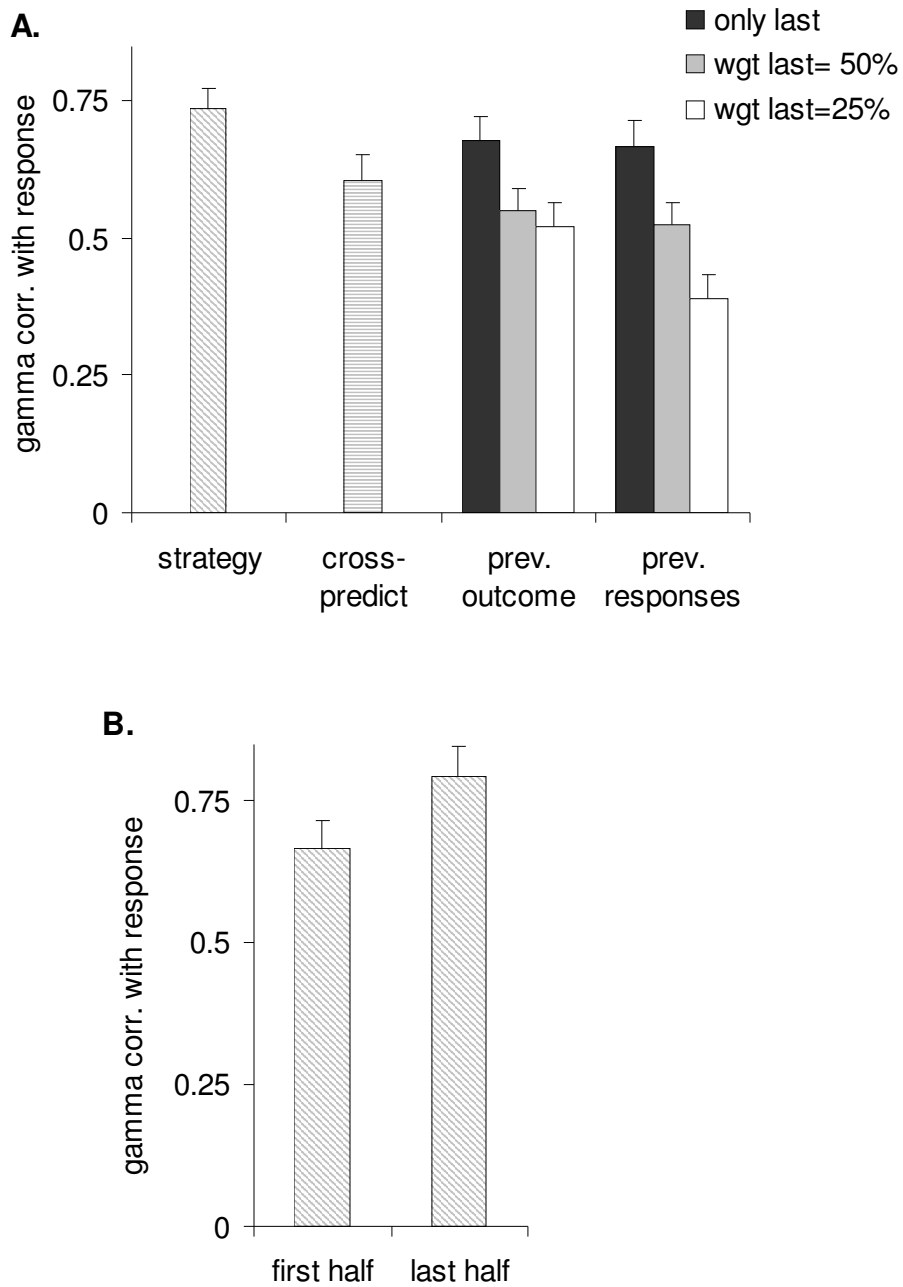 A.
only last
wgt last= 50%
wgt last=25%
gamma corr. with response
0.75
0.5
0.25
0
strategy
cross-
predict
prev.
outcome
prev.
responses
B.
gamma corr. with response
0.75
0.5
0.25
0
first half
last half